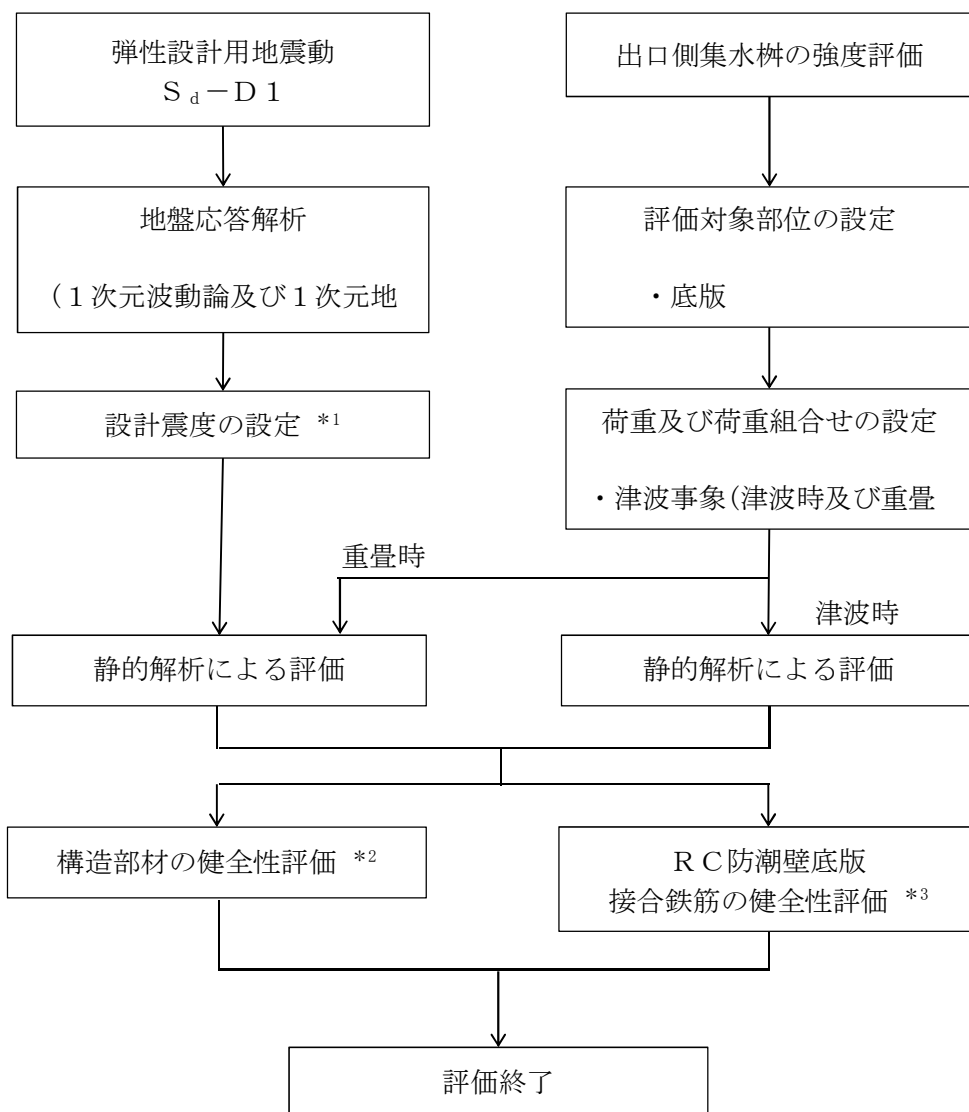 弾性設計用地震動
Ｓd－Ｄ１
出口側集水桝の強度評価
地盤応答解析
（１次元波動論及び１次元地
評価対象部位の設定
・底版
設計震度の設定 *1
荷重及び荷重組合せの設定
・津波事象(津波時及び重畳
重畳時
津波時
静的解析による評価
静的解析による評価
構造部材の健全性評価 *2
ＲＣ防潮壁底版
接合鉄筋の健全性評価 *3
評価終了